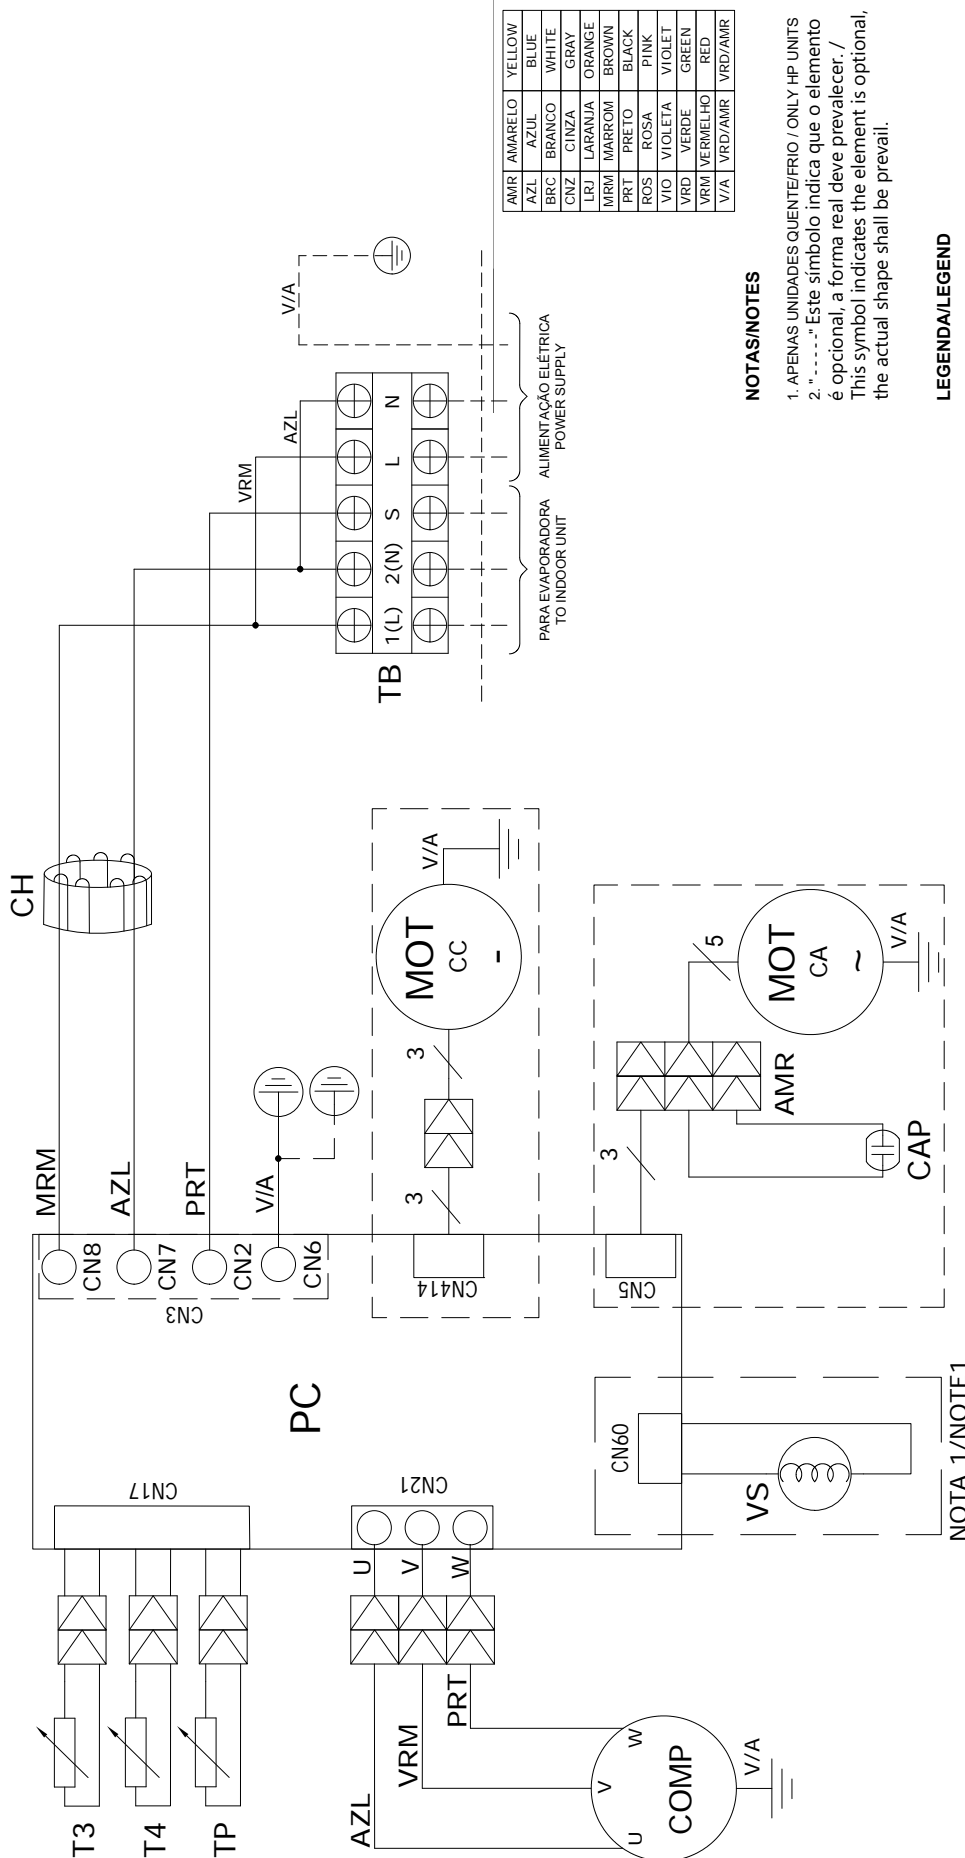 T3
T4
TP
CN17
PC
CN3
CN8
CN7
CN2
CN6
MRM
AZL
PRT
V/A
CH
VRM
AZL
V/A
TB
1(L)
2(N)
S
L
N
PARA EVAPORADORA
TO INDOOR UNIT
ALIMENTAÇÃO ELÉTRICA
POWER SUPPLY
CN21
U
V
W
AZL
VRM
PRT
U
V
W
COMP
V/A
CN414
3
3
MOT
CC
-
V/A
CN5
3
AMR
5
MOT
CA
~
V/A
CAP
CN60
VS
NOTA 1/NOTE1
AMR AMARELO YELLOW
AZL AZUL BLUE
BRC BRANCO WHITE
CNZ CINZA GRAY
LRJ LARANJA ORANGE
MRM MARROM BROWN
PRT PRETO BLACK
ROS ROSA PINK
VIO VIOLETA VIOLET
VRD VERDE GREEN
VRM VERMELHO RED
V/A VRD/AMR VRD/AMR
NOTAS/NOTES
1. APENAS UNIDADES QUENTE/FRIO / ONLY HP UNITS
2. "-----" Este símbolo indica que o elemento
é opcional, a forma real deve prevalecer. /
This symbol indicates the element is optional,
the actual shape shall be prevail.
LEGENDA/LEGEND